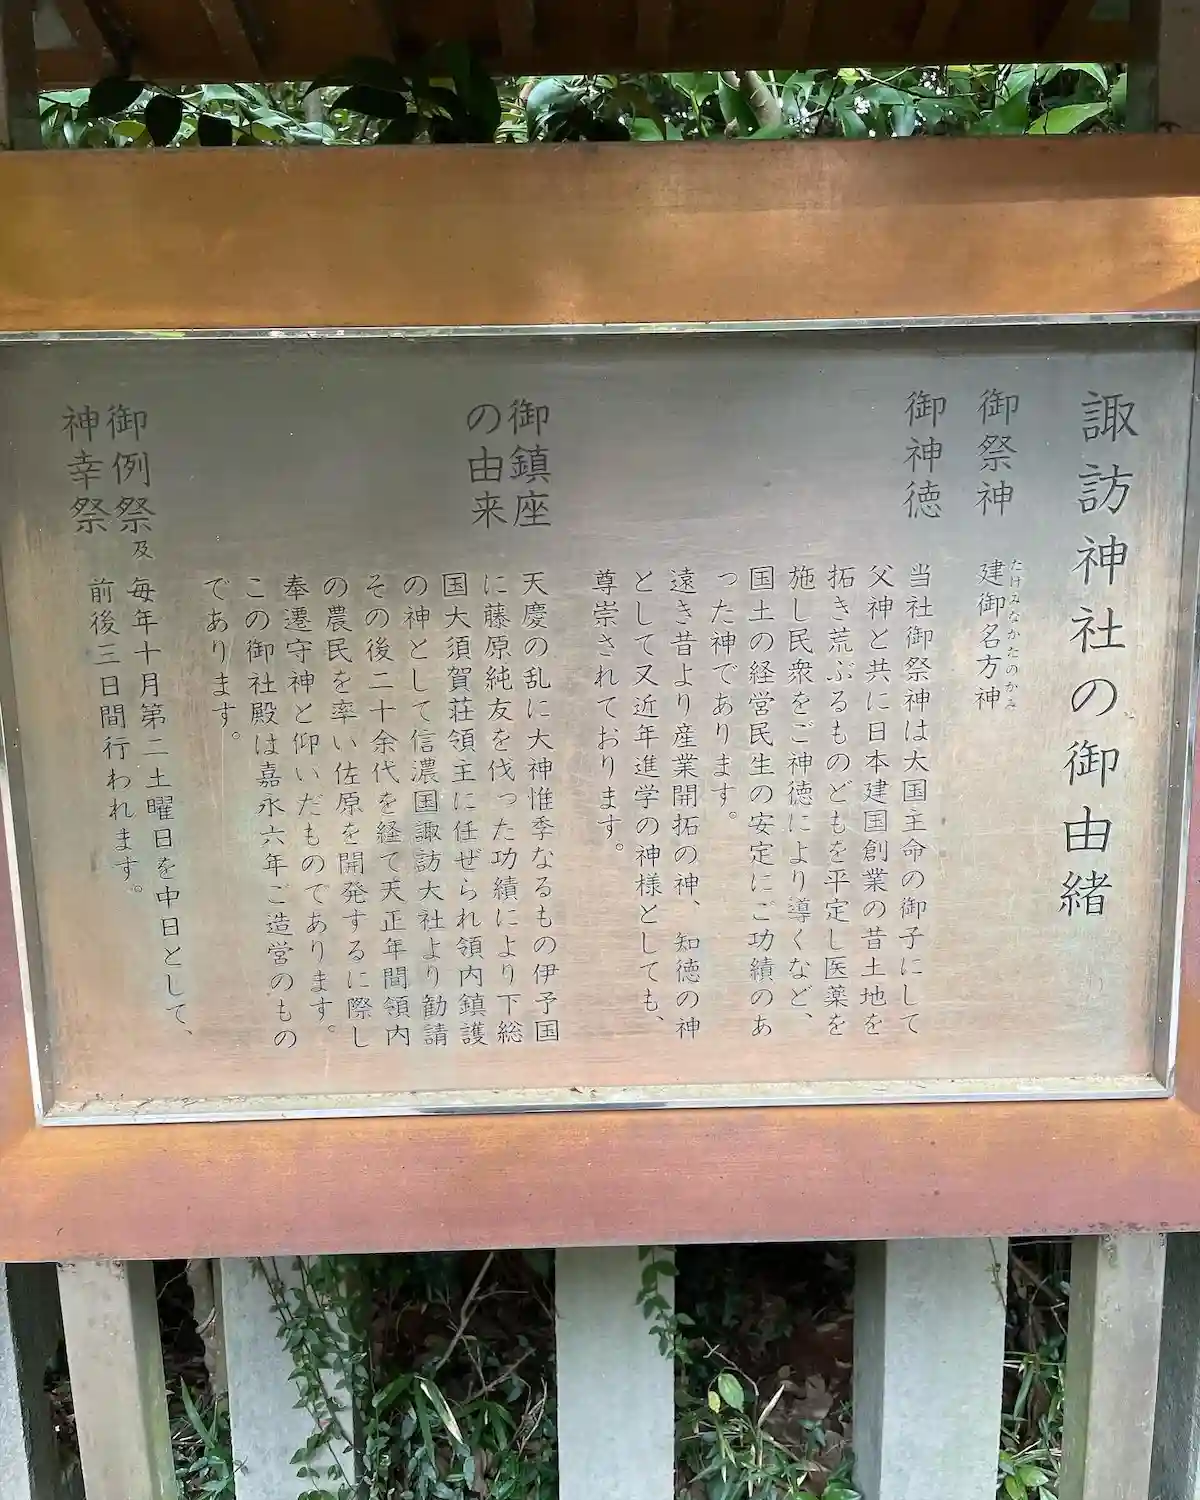 諏訪神社の御由緒
御祭神
建御名方神
たけみなかたのかみ
御神徳
当社御祭神は大国主命の御子にして
父神と共に日本建国創業の昔土地を
拓き荒ぶるものどもを平定し医薬を
施し民衆をご神徳により導くなど、
国土の経営民生の安定にご功績のあ
った神であります。
遠き昔より産業開拓の神、知徳の神
として又近年進学の神様としても、
尊崇されております。
御鎮座
の由来
天慶の乱に大神惟季なるもの伊予国
に藤原純友を伐った功績により下総
国大須賀荘領主に任ぜられ領内鎮護
の神として信濃国諏訪大社より勧請
その後二十余代を経て天正年間領内
の農民を率い佐原を開発するに際し
奉遷守神と仰いだものであります。
この御社殿は嘉永六年ご造営のもの
であります。
御例祭及
神幸祭
毎年十月第二土曜日を中日として、
前後三日間行われます。